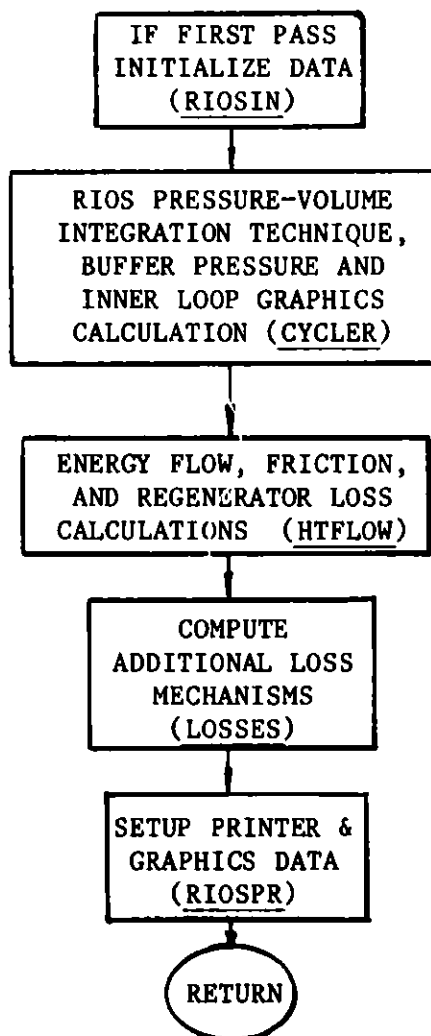 IF FIRST PASS
INITIALIZE DATA
(RIOSIN)
RIOS PRESSURE-VOLUME
INTEGRATION TECHNIQUE,
BUFFER PRESSURE AND
INNER LOOP GRAPHICS
CALCULATION (CYCLER)
ENERGY FLOW, FRICTION,
AND REGENERATOR LOSS
CALCULATIONS (HTFLOW)
COMPUTE
ADDITIONAL LOSS
MECHANISMS
(LOSSES)
SETUP PRINTER &
GRAPHICS DATA
(RIOSPR)
RETURN